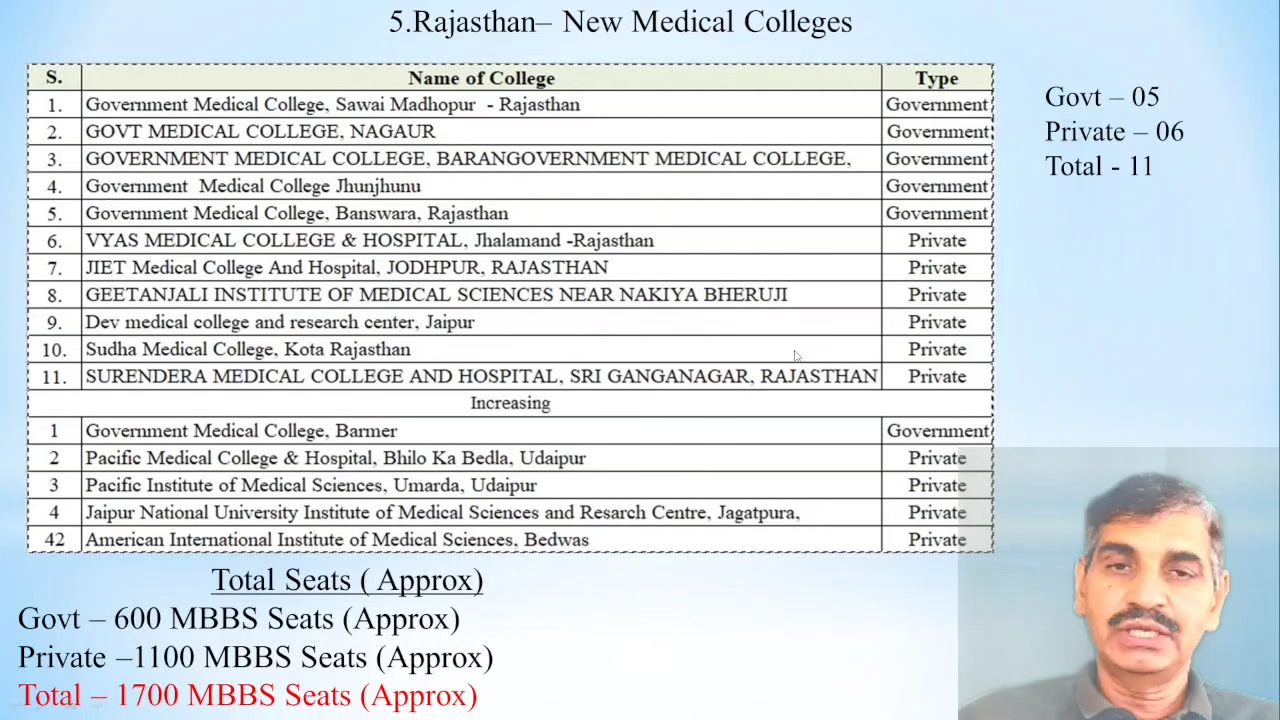 5.Rajasthan– New Medical Colleges
S. Name of College Type
1. Government Medical College, Sawai Madhopur - Rajasthan Government
2. GOVT MEDICAL COLLEGE, NAGAUR Government
3. GOVERNMENT MEDICAL COLLEGE, BARANGOVERNMENT MEDICAL COLLEGE, Government
4. Government Medical College Jhunjhunu Government
5. Government Medical College, Banswara, Rajasthan Government
6. VYAS MEDICAL COLLEGE & HOSPITAL, Jhalamand -Rajasthan Private
7. JIET Medical College And Hospital, JODHPUR, RAJASTHAN Private
8. GEETANJALI INSTITUTE OF MEDICAL SCIENCES NEAR NAKIYA BHERUJI Private
9. Dev medical college and research center, Jaipur Private
10. Sudha Medical College, Kota Rajasthan Private
11. SURENDERA MEDICAL COLLEGE AND HOSPITAL, SRI GANGANAGAR, RAJASTHAN Private
Increasing
1 Government Medical College, Barmer Government
2 Pacific Medical College & Hospital, Bhilo Ka Bedla, Udaipur Private
3 Pacific Institute of Medical Sciences, Umarda, Udaipur Private
4 Jaipur National University Institute of Medical Sciences and Resarch Centre, Jagatpura, Private
42 American International Institute of Medical Sciences, Bedwas Private
Govt – 05
Private – 06
Total - 11
Total Seats ( Approx)
Govt – 600 MBBS Seats (Approx)
Private –1100 MBBS Seats (Approx)
Total – 1700 MBBS Seats (Approx)